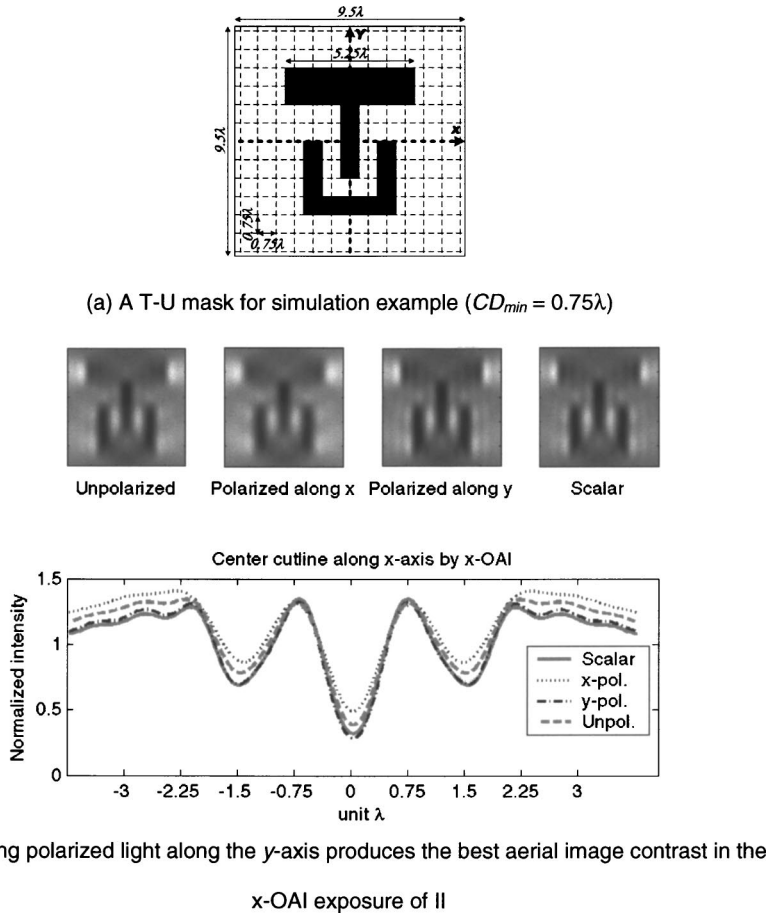 9.5λ
Y
5.25λ
9.5λ
x
0.75λ
0.75λ
(a) A T-U mask for simulation example (CDmin = 0.75λ)
Unpolarized Polarized along x Polarized along y Scalar
Center cutline along x-axis by x-OAI
Normalized intensity
1.5
1
0.5
0
Scalar
x-pol.
y-pol.
Unpol.
-3 -2.25 -1.5 -0.75 0 0.75 1.5 2.25 3
unit λ
ng polarized light along the y-axis produces the best aerial image contrast in the
x-OAI exposure of II